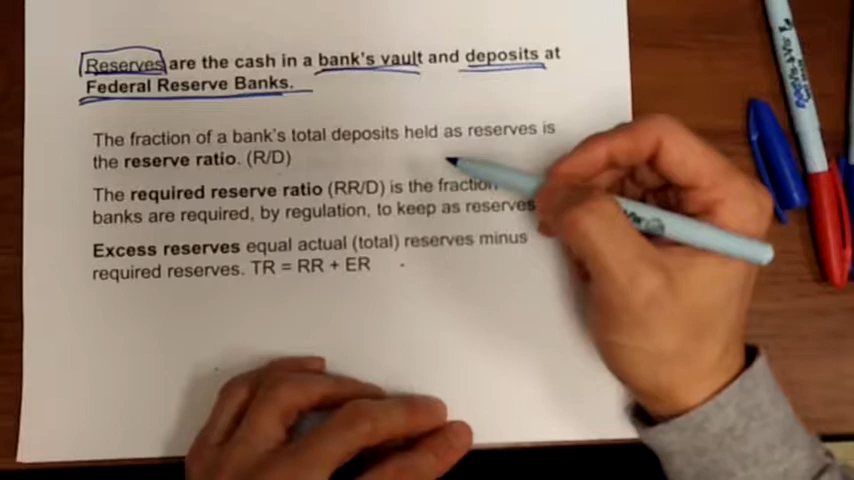 Reserves are the cash in a bank's vault and deposits at
Federal Reserve Banks.
The fraction of a bank's total deposits held as reserves is
the reserve ratio. (R/D)
The required reserve ratio (RR/D) is the fraction
banks are required, by regulation, to keep as reserves
Excess reserves equal actual (total) reserves minus
required reserves. TR = RR + ER